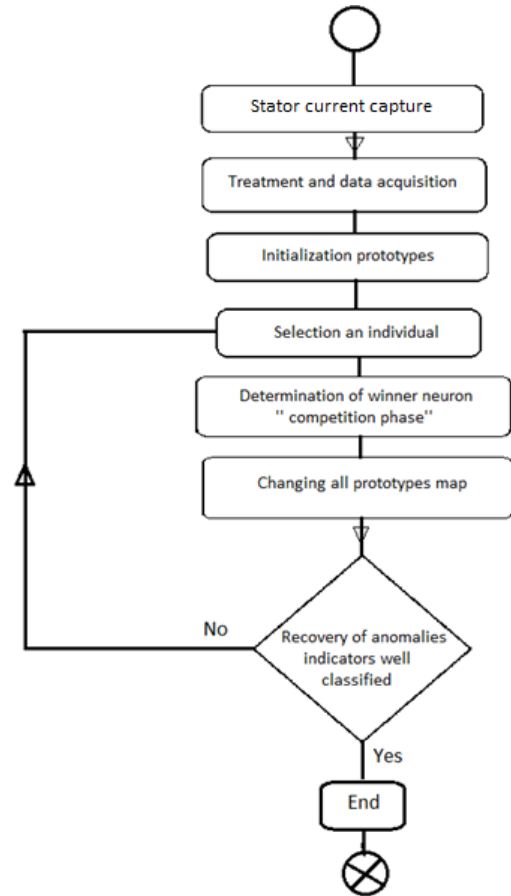 Stator current capture
Treatment and data acquisition
Initialization prototypes
Selection an individual
Determination of winner neuron
" competition phase"
Changing all prototypes map
No
Recovery of anomalies
indicators well
classified
Yes
End